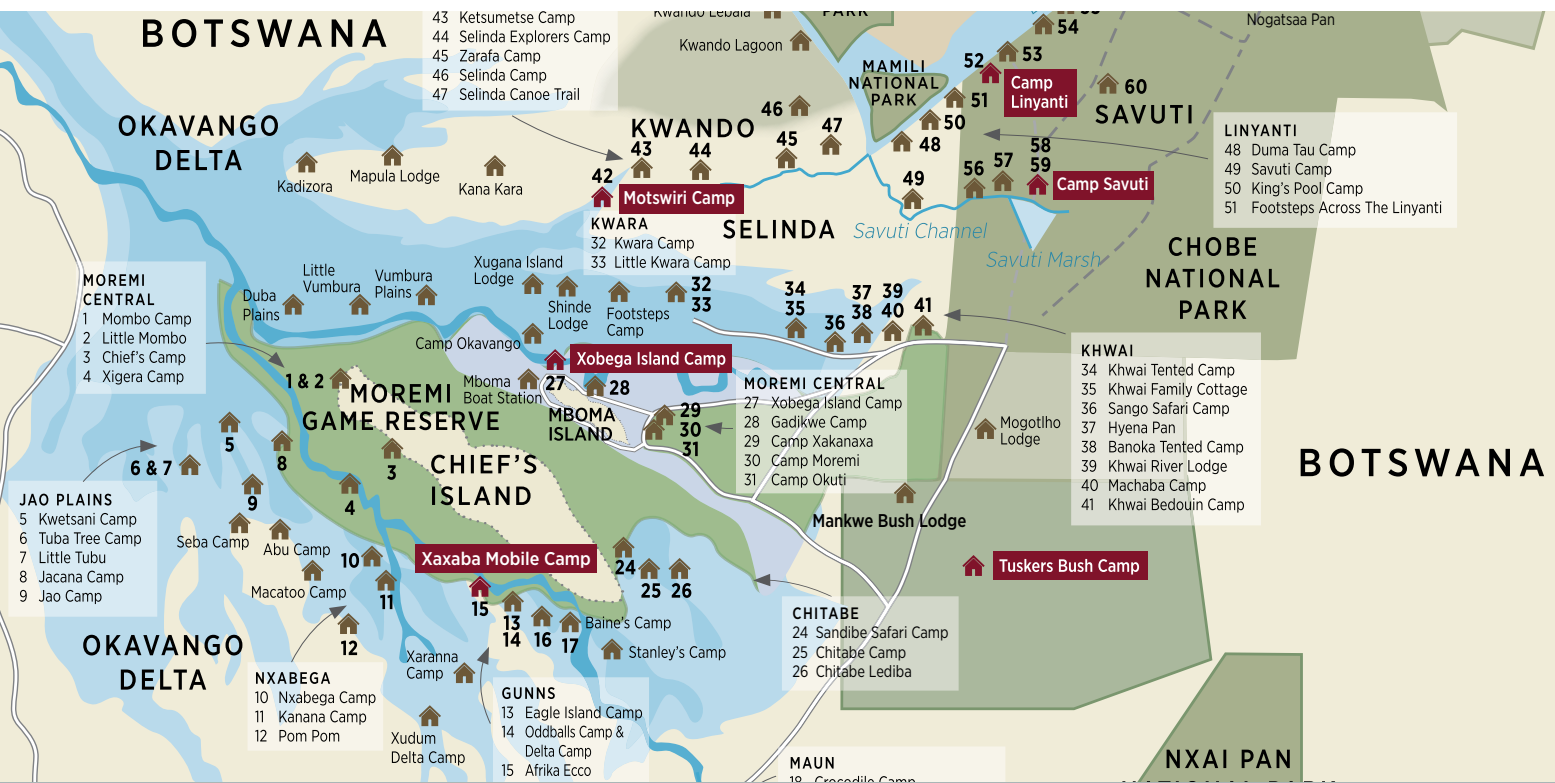 BOTSWANA
43 Ketsumetse Camp
44 Selinda Explorers Camp
45 Zarafa Camp
46 Selinda Camp
47 Selinda Canoe Trail
Kwando Lebala
Kwando Lagoon
PARK
54
53
52
Camp
Linyanti
Nogatsaa Pan
MAMILI
NATIONAL
PARK
51
50
60
SAVUTI
OKAVANGO
DELTA
KWANDO
46
47
45
43
44
42
48
49
56
57
58
59
Camp Savuti
LINYANTI
48 Duma Tau Camp
49 Savuti Camp
50 King's Pool Camp
51 Footsteps Across The Linyanti
Kadizora
Mapula Lodge
Kana Kara
Motswiri Camp
SELINDA
Savuti Channel
Savuti Marsh
CHOBE
NATIONAL
PARK
KWARA
32 Kwara Camp
33 Little Kwara Camp
MOREMI
CENTRAL
1 Mombo Camp
2 Little Mombo
3 Chief's Camp
4 Xigera Camp
Duba
Plains
Little
Vumbura
Vumbura
Plains
Xugana Island
Lodge
Shinde
Lodge
Footsteps
Camp
32
33
34
35
36
37
38
39
40
41
Camp Okavango
Xobega Island Camp
KHWAI
34 Khwai Tented Camp
35 Khwai Family Cottage
36 Sango Safari Camp
37 Hyena Pan
38 Banoka Tented Camp
39 Khwai River Lodge
40 Machaba Camp
41 Khwai Bedouin Camp
1 & 2
MOREMI
GAME RESERVE
Mboma
Boat Station
27
28
MBOMA
ISLAND
29
30
31
MOREMI CENTRAL
27 Xobega Island Camp
28 Gadikwe Camp
29 Camp Xakanaxa
30 Camp Moremi
31 Camp Okuti
Mogotlho
Lodge
BOTSWANA
5
6 & 7
8
3
CHIEF'S
ISLAND
9
4
JAO PLAINS
5 Kwetsani Camp
6 Tuba Tree Camp
7 Little Tubu
8 Jacana Camp
9 Jao Camp
Seba Camp
Abu Camp
Macatoo Camp
10
11
12
Mankwe Bush Lodge
Xaxaba Mobile Camp
Tuskers Bush Camp
15
13
14
16
17
24
25
26
Baine's Camp
Stanley's Camp
CHITABE
24 Sandibe Safari Camp
25 Chitabe Camp
26 Chitabe Lediba
OKAVANGO
DELTA
NXABEGA
10 Nxabega Camp
11 Kanana Camp
12 Pom Pom
Xaranna
Camp
Xudum
Delta Camp
GUNNS
13 Eagle Island Camp
14 Oddballs Camp &
Delta Camp
15 Afrika Ecco
MAUN
18 Crocodile Camp
NXAI PAN
NATIONAL PARK